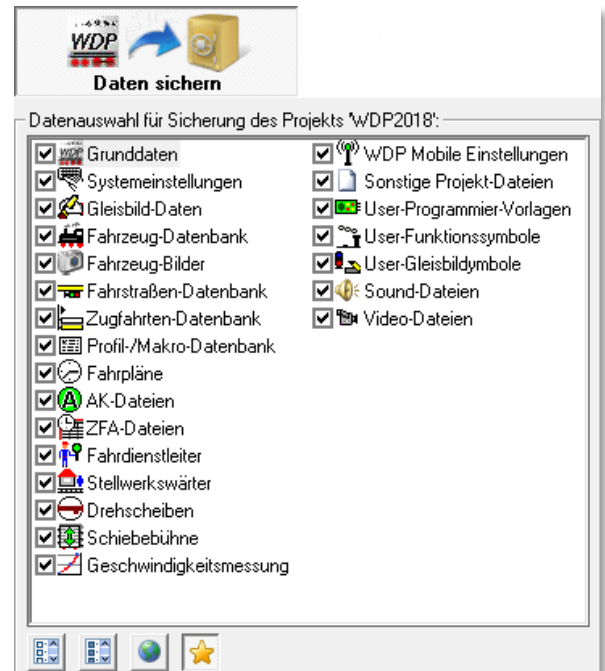 WDP
Daten sichern
Datenauswahl für Sicherung des Projekts 'WDP2018':
Grunddaten
Systemeinstellungen
Gleisbild-Daten
Fahrzeug-Datenbank
Fahrzeug-Bilder
Fahrstraßen-Datenbank
Zugfahrten-Datenbank
Profil-/Makro-Datenbank
Fahrpläne
AK-Dateien
ZFA-Dateien
Fahrdienstleiter
Stellwerkswärter
Drehscheiben
Schiebebühne
Geschwindigkeitsmessung
WDP Mobile Einstellungen
Sonstige Projekt-Dateien
User-Programmier-Vorlagen
User-Funktionssymbole
User-Gleisbildymbole
Sound-Dateien
Video-Dateien